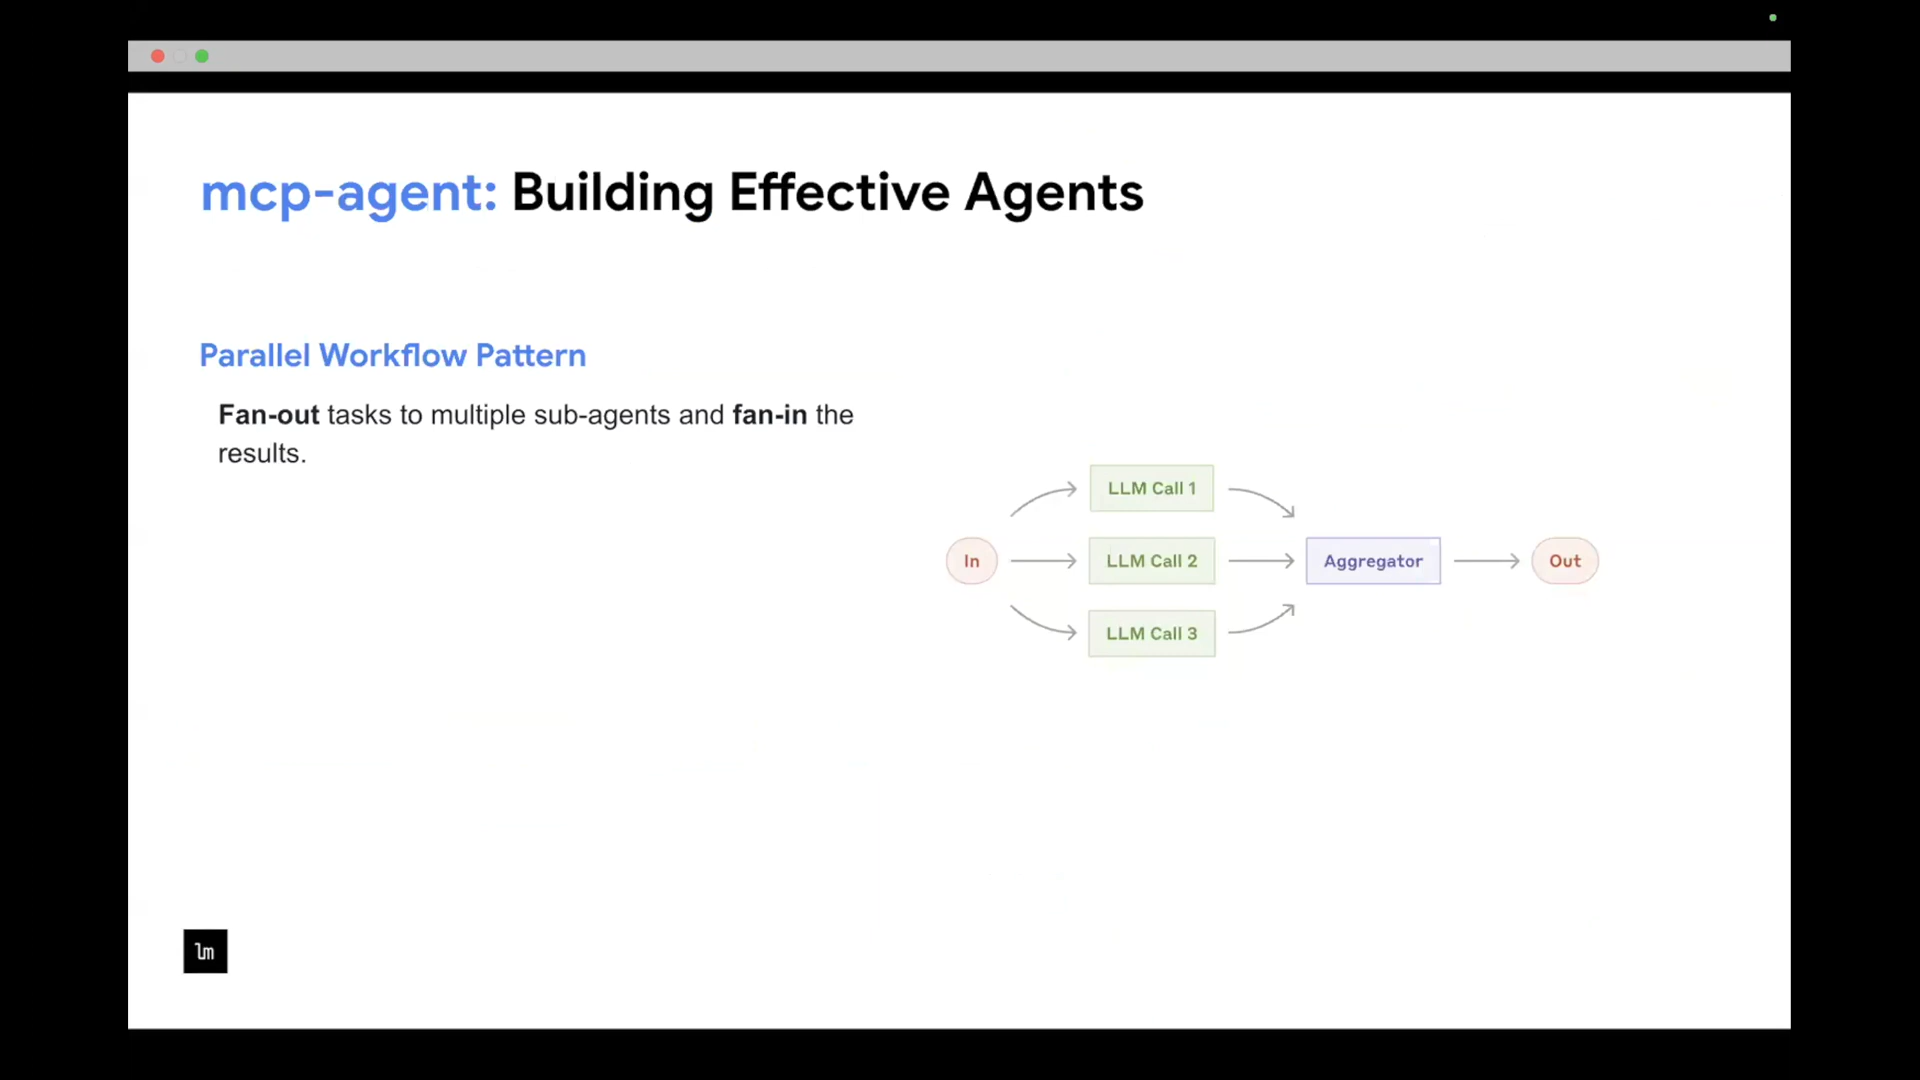 mcp-agent: Building Effective Agents
Parallel Workflow Pattern
Fan-out tasks to multiple sub-agents and fan-in the
results.
LLM Call 1
In
LLM Call 2
Aggregator
Out
LLM Call 3
lm